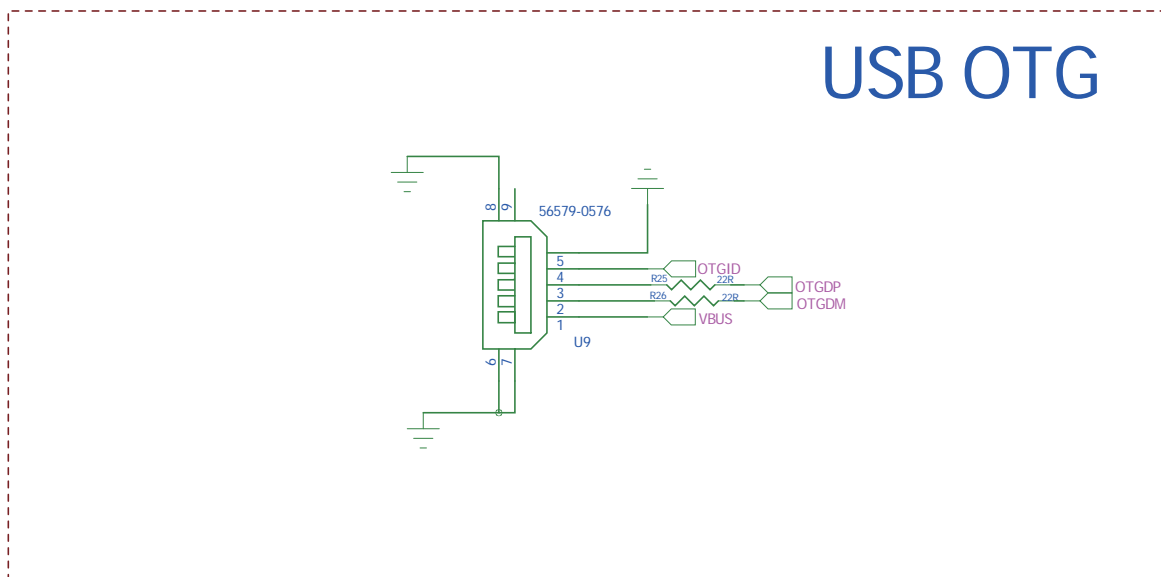 USB OTG
8
9
56579-0576
5
OTGID
4
R25
22R
OTGDP
3
R26
22R
OTGDM
2
VBUS
1
U9
6
7